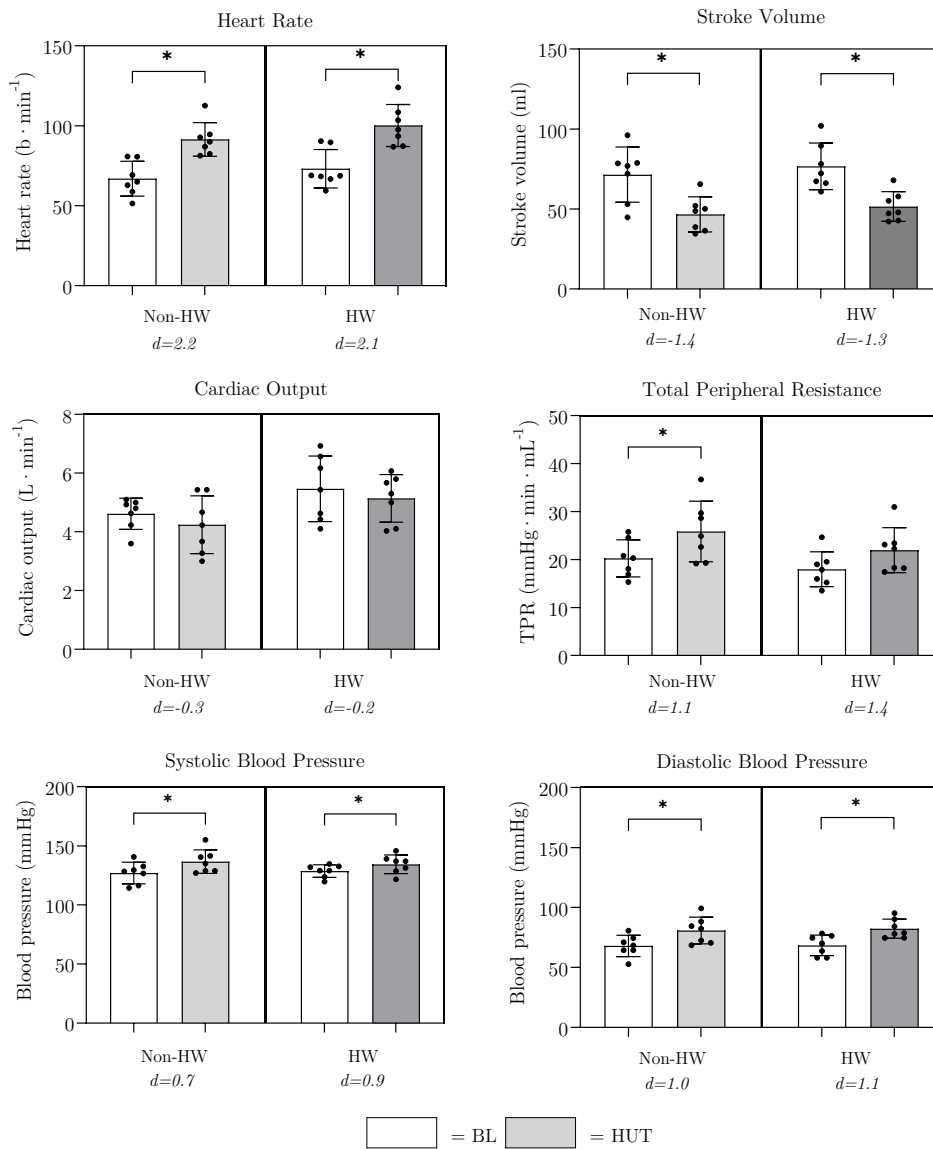 Heart Rate
Heart rate (b · min⁻¹)
150
100
50
0
*
*
Non-HW
HW
d=2.2
d=2.1
Stroke Volume
Stroke volume (ml)
150
100
50
0
*
*
Non-HW
HW
d=-1.4
d=-1.3
Cardiac Output
Cardiac output (L · min⁻¹)
8
6
4
2
0
Non-HW
HW
d=-0.3
d=-0.2
Total Peripheral Resistance
TPR (mmHg · min · mL⁻¹)
50
40
30
20
10
0
*
Non-HW
HW
d=1.1
d=1.4
Systolic Blood Pressure
Blood pressure (mmHg)
200
150
100
50
0
*
*
Non-HW
HW
d=0.7
d=0.9
Diastolic Blood Pressure
Blood pressure (mmHg)
200
150
100
50
0
*
*
Non-HW
HW
d=1.0
d=1.1
= BL
= HUT